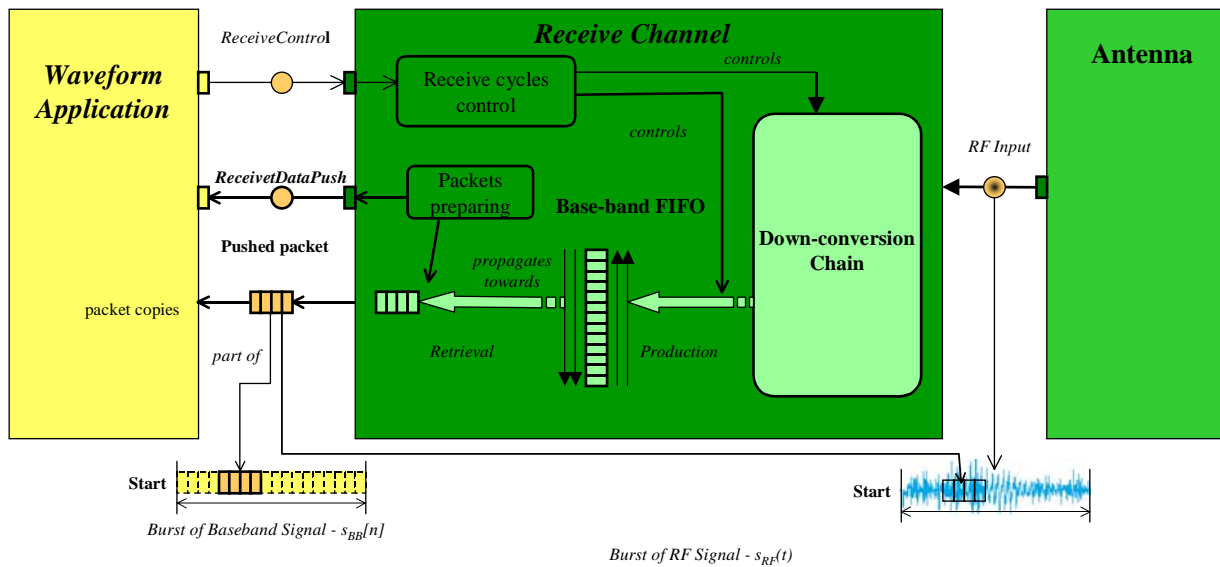 ReceiveControl
Receive Channel
Waveform
Application
Antenna
controls
Receive cycles
control
controls
RF Input
ReceivetDataPush
Packets
preparing
Base-band FIFO
Down-conversion
Chain
Pushed packet
propagates
towards
packet copies
part of
Retrieval
Production
Start
Start
Burst of Baseband Signal - sBB[n]
Burst of RF Signal - sRF(t)